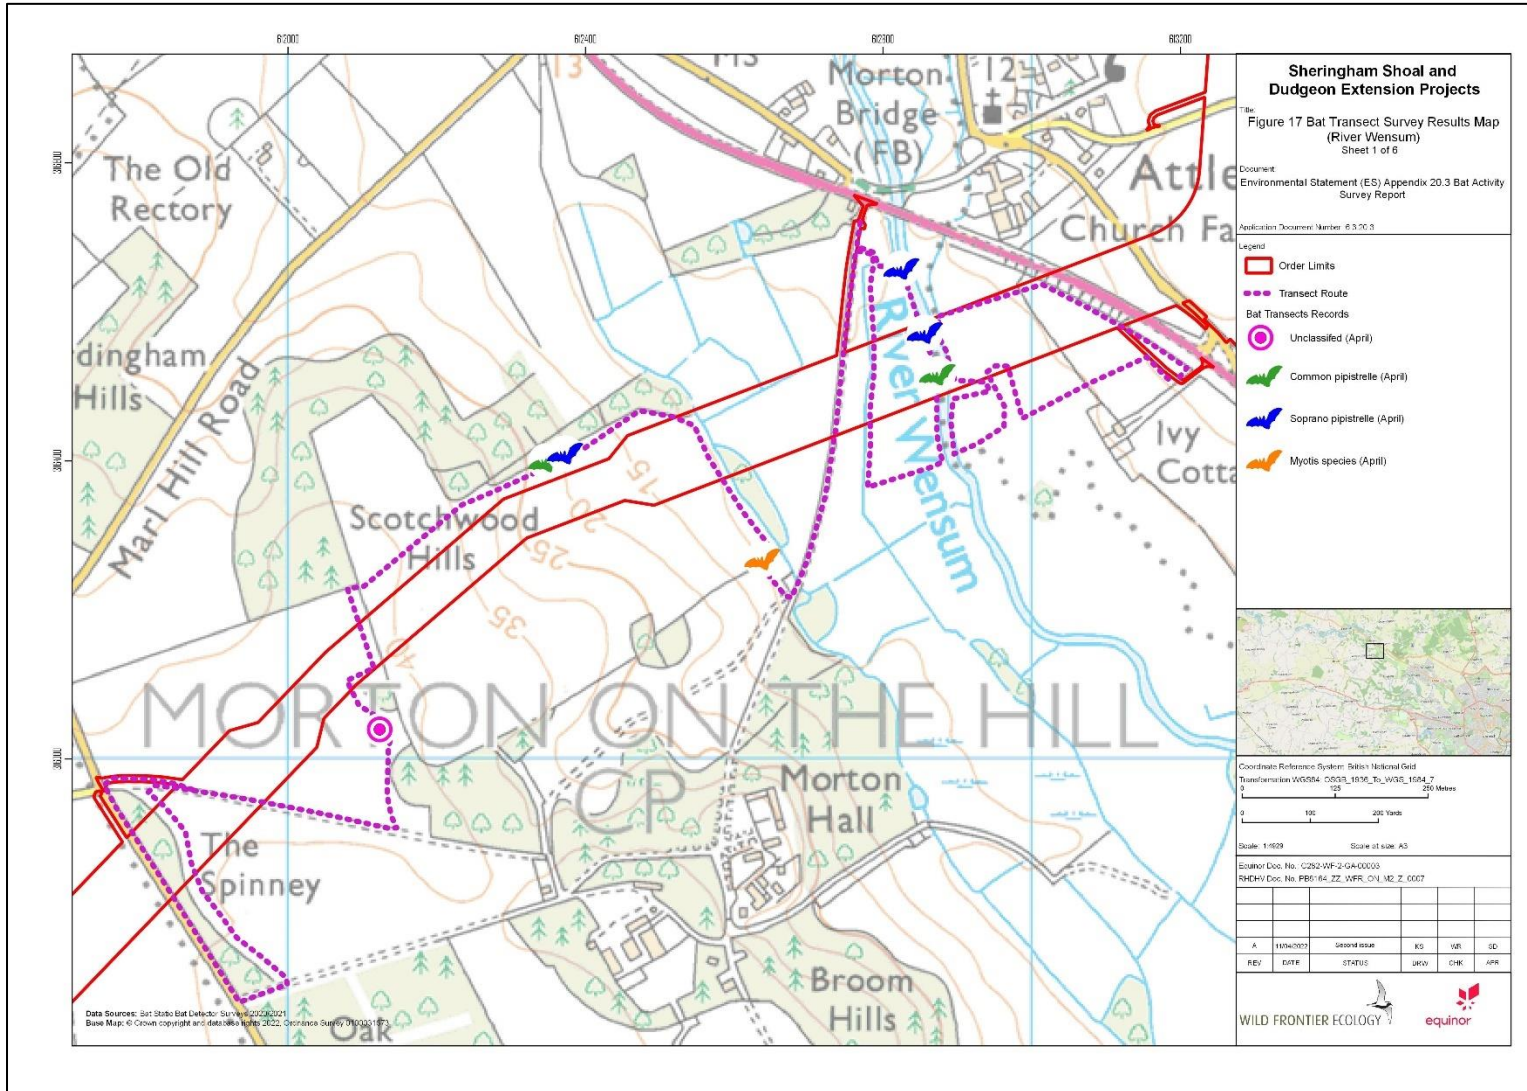 612000
612400
612800
613200
316800
316400
316000
13
12
Morton
Bridge
(FB)
The Old
Rectory
Attle
Church Fa
dingham
Hills
Marl Hill Road
River Wensum
Ivy
Cotta
Scotchwood
Hills
15
20
25
35
MORTON ON THE HILL
CP
Morton
Hall
The
Spinney
Broom
Hills
Oak
Data Sources: Bat Static Bat Detector Surveys 2020/2021
Base Map: © Crown copyright and database rights 2022, Ordnance Survey 0100031673
Sheringham Shoal and
Dudgeon Extension Projects
Title:
Figure 17 Bat Transect Survey Results Map
(River Wensum)
Sheet 1 of 6
Document:
Environmental Statement (ES) Appendix 20.3 Bat Activity
Survey Report
Application Document Number: 6.3.20.3
Legend
Order Limits
Transect Route
Bat Transects Records
Unclassifed (April)
Common pipistrelle (April)
Soprano pipistrelle (April)
Myotis species (April)
Coordinate Reference System: British National Grid
Transformation WGS84: OSGB_1936_To_WGS_1984_7
0 125 250 Metres
0 100 200 Yards
Scale: 1:4929 Scale at size: A3
Equinor Doc. No.: C282-WF-Z-GA-00003
RHDHV Doc. No. PB8164_ZZ_WFR_ON_M2_Z_0007
A 11/04/2022 Second issue KS WR SD
REV DATE STATUS DRW CHK APR
WILD FRONTIER ECOLOGY
equinor